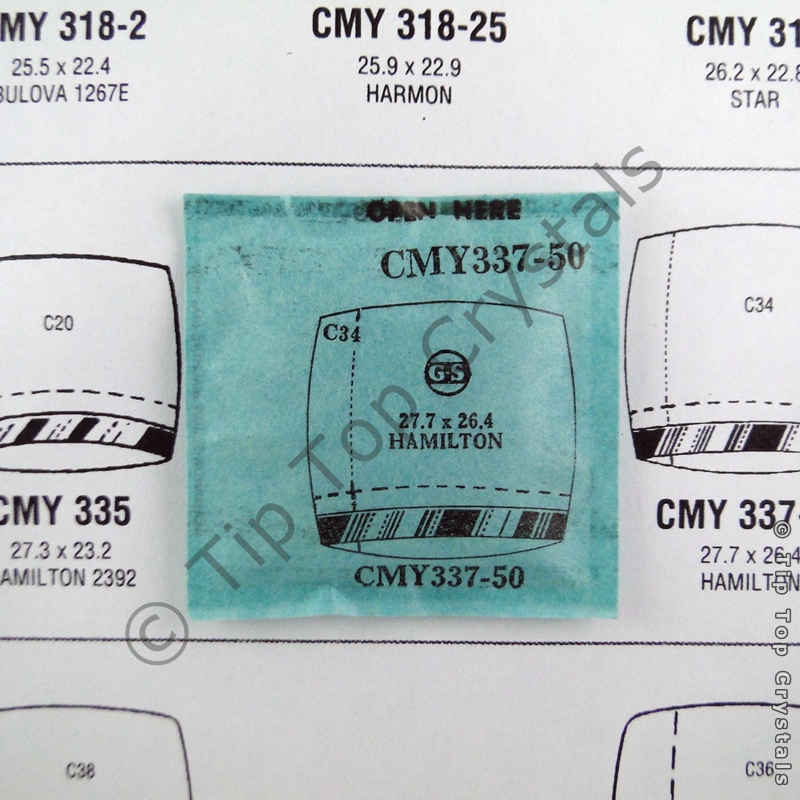 MY 318-2
25.5 x 22.4
BULOVA 1267E
CMY 318-25
25.9 x 22.9
HARMON
CMY 31
26.2 x 22.8
STAR
C20
CMY 335
27.3 x 23.2
AMILTON 2392
OPEN HERE
CMY337-50
C34
GS
27.7 x 26.4
HAMILTON
CMY337-50
C34
CMY 337-
27.7 x 26.4
HAMILTON
C38
C36
© Tip Top Crystals
© Tip Top Crystals